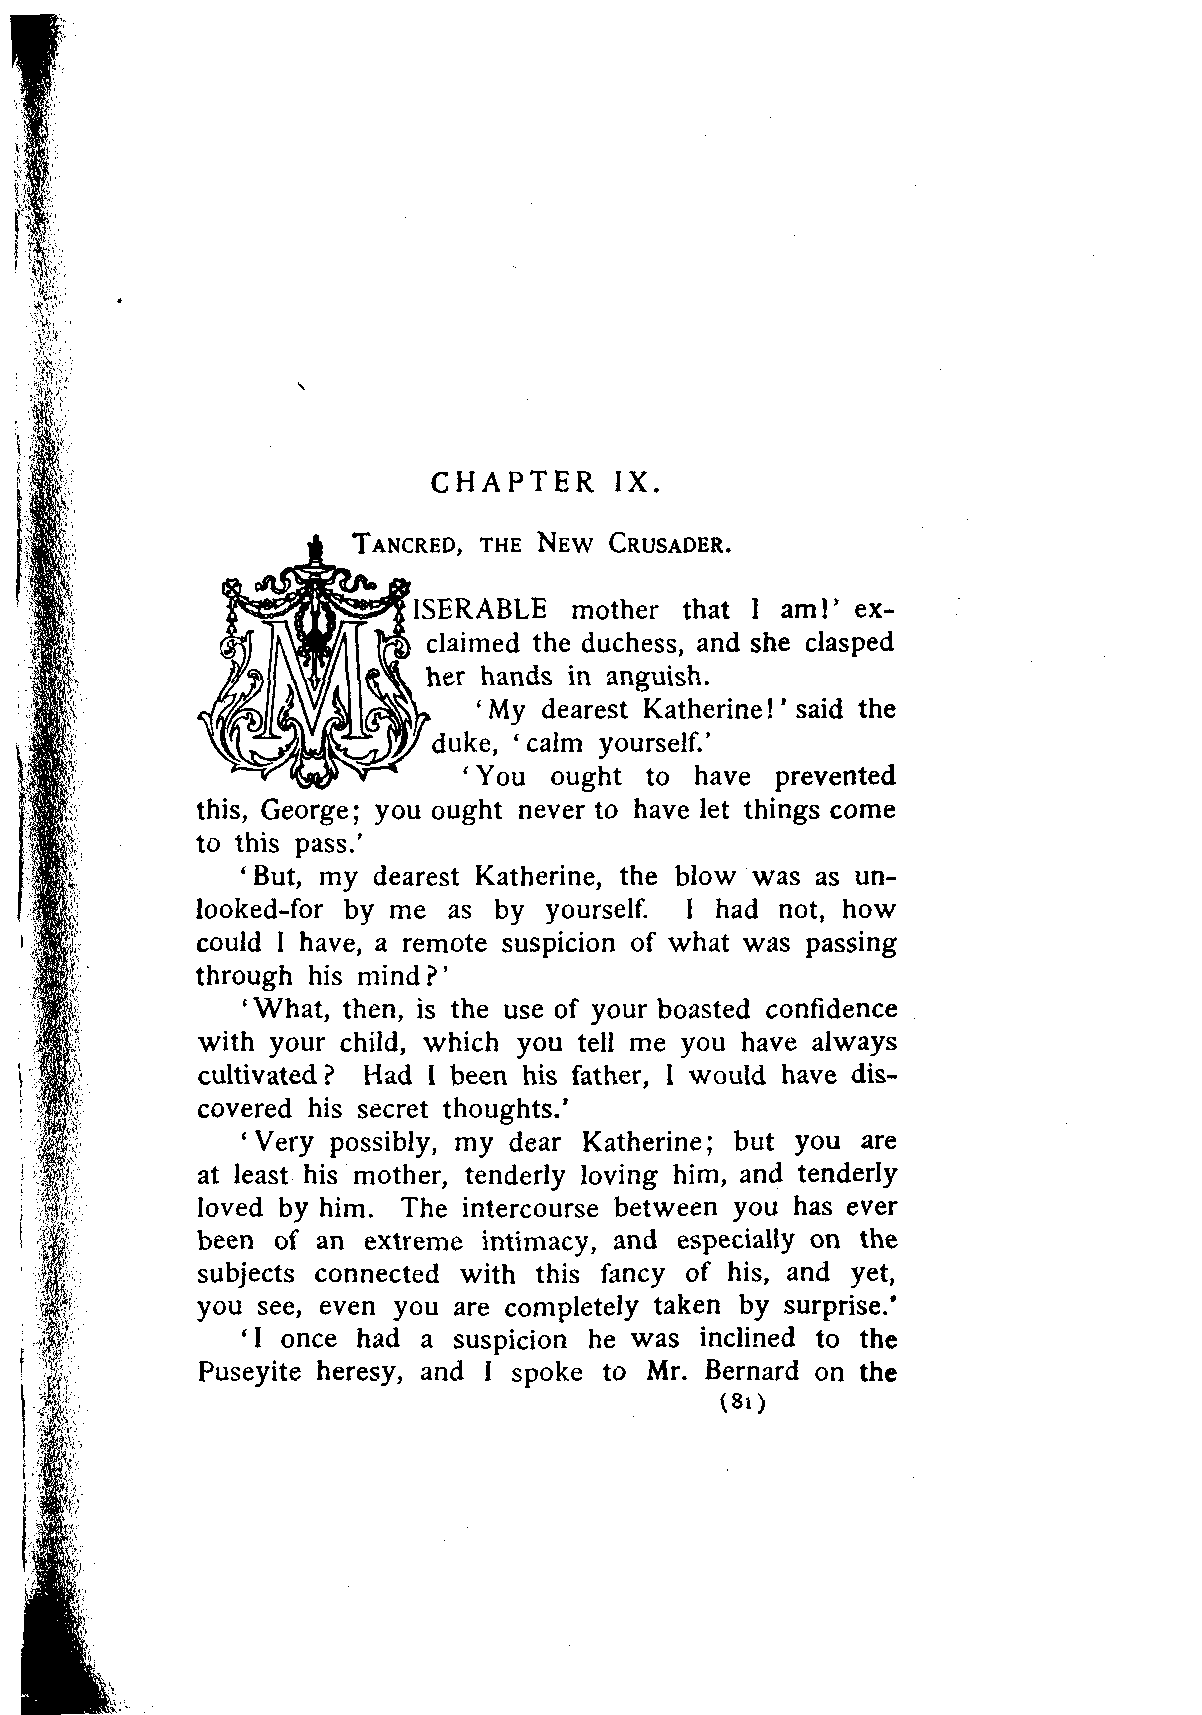 CHAPTER IX.
TANCRED, THE NEW CRUSADER.
MISERABLE mother that I am!' ex-
claimed the duchess, and she clasped
her hands in anguish.
'My dearest Katherine!' said the
duke, 'calm yourself.'
'You ought to have prevented
this, George; you ought never to have let things come
to this pass.'
'But, my dearest Katherine, the blow was as un-
looked-for by me as by yourself. I had not, how
could I have, a remote suspicion of what was passing
through his mind?'
'What, then, is the use of your boasted confidence
with your child, which you tell me you have always
cultivated? Had I been his father, I would have dis-
covered his secret thoughts.'
'Very possibly, my dear Katherine; but you are
at least his mother, tenderly loving him, and tenderly
loved by him. The intercourse between you has ever
been of an extreme intimacy, and especially on the
subjects connected with this fancy of his, and yet,
you see, even you are completely taken by surprise.'
'I once had a suspicion he was inclined to the
Puseyite heresy, and I spoke to Mr. Bernard on the
(81)